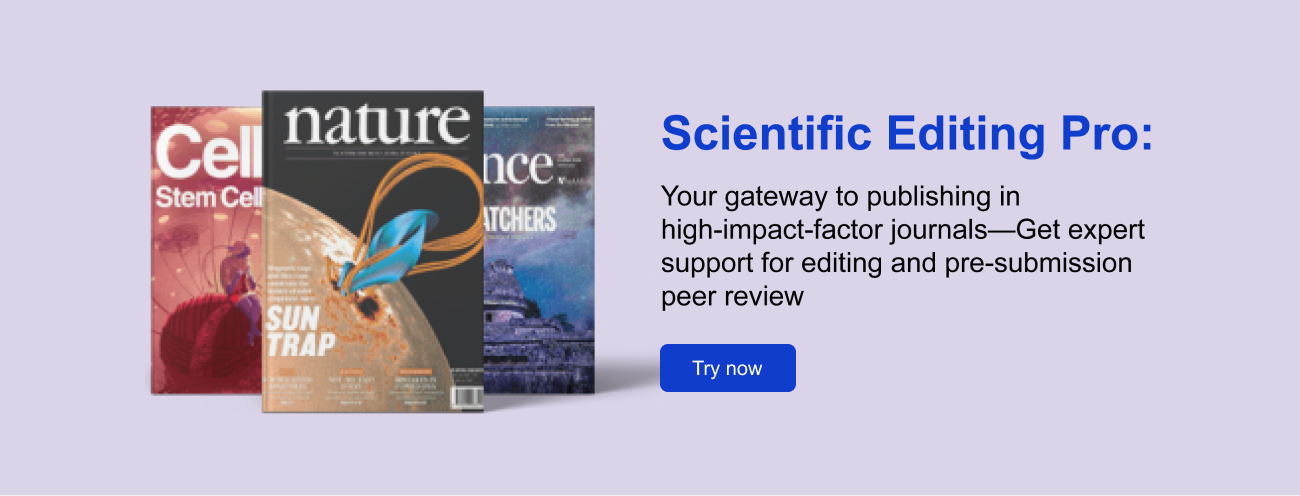 Cell
Stem Cell
nature
nce
ATCHERS
SUN
TRAP
Scientific Editing Pro:
Your gateway to publishing in
high-impact-factor journals—Get expert
support for editing and pre-submission
peer review
Try now